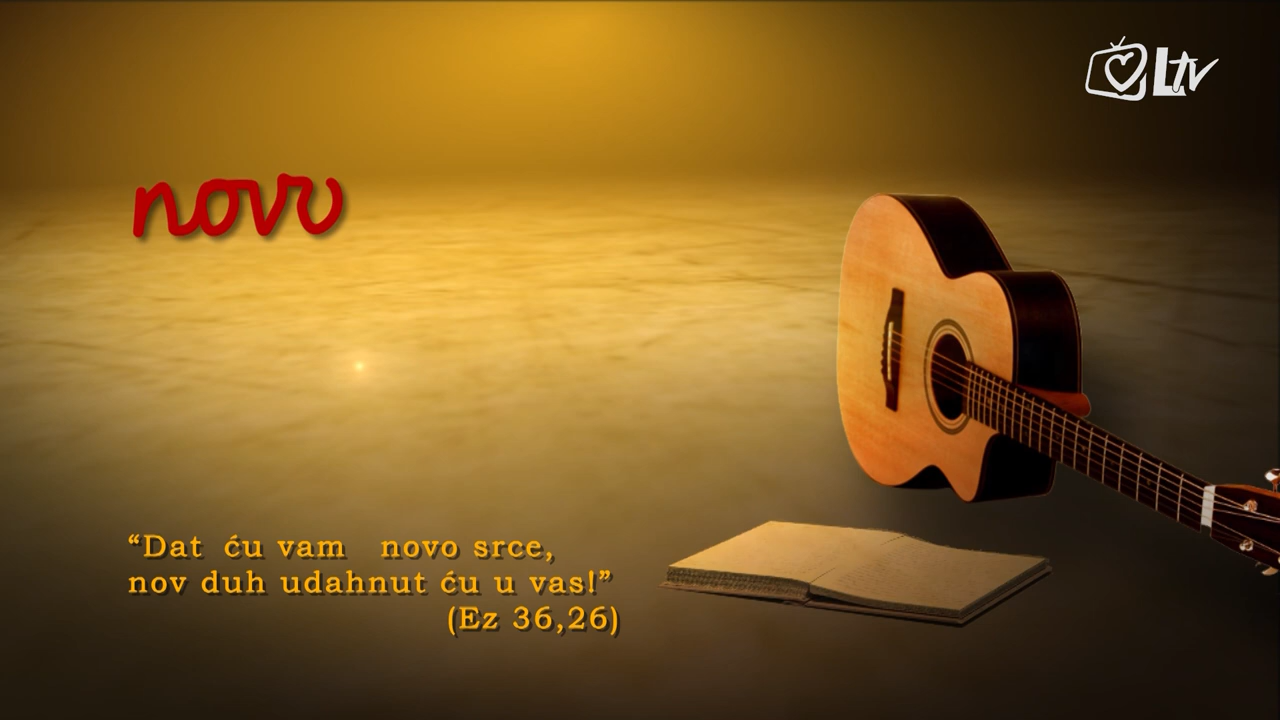 Ltv
novo
“Dat ću vam novo srce,
nov duh udahnut ću u vas!”
(Ez 36,26)